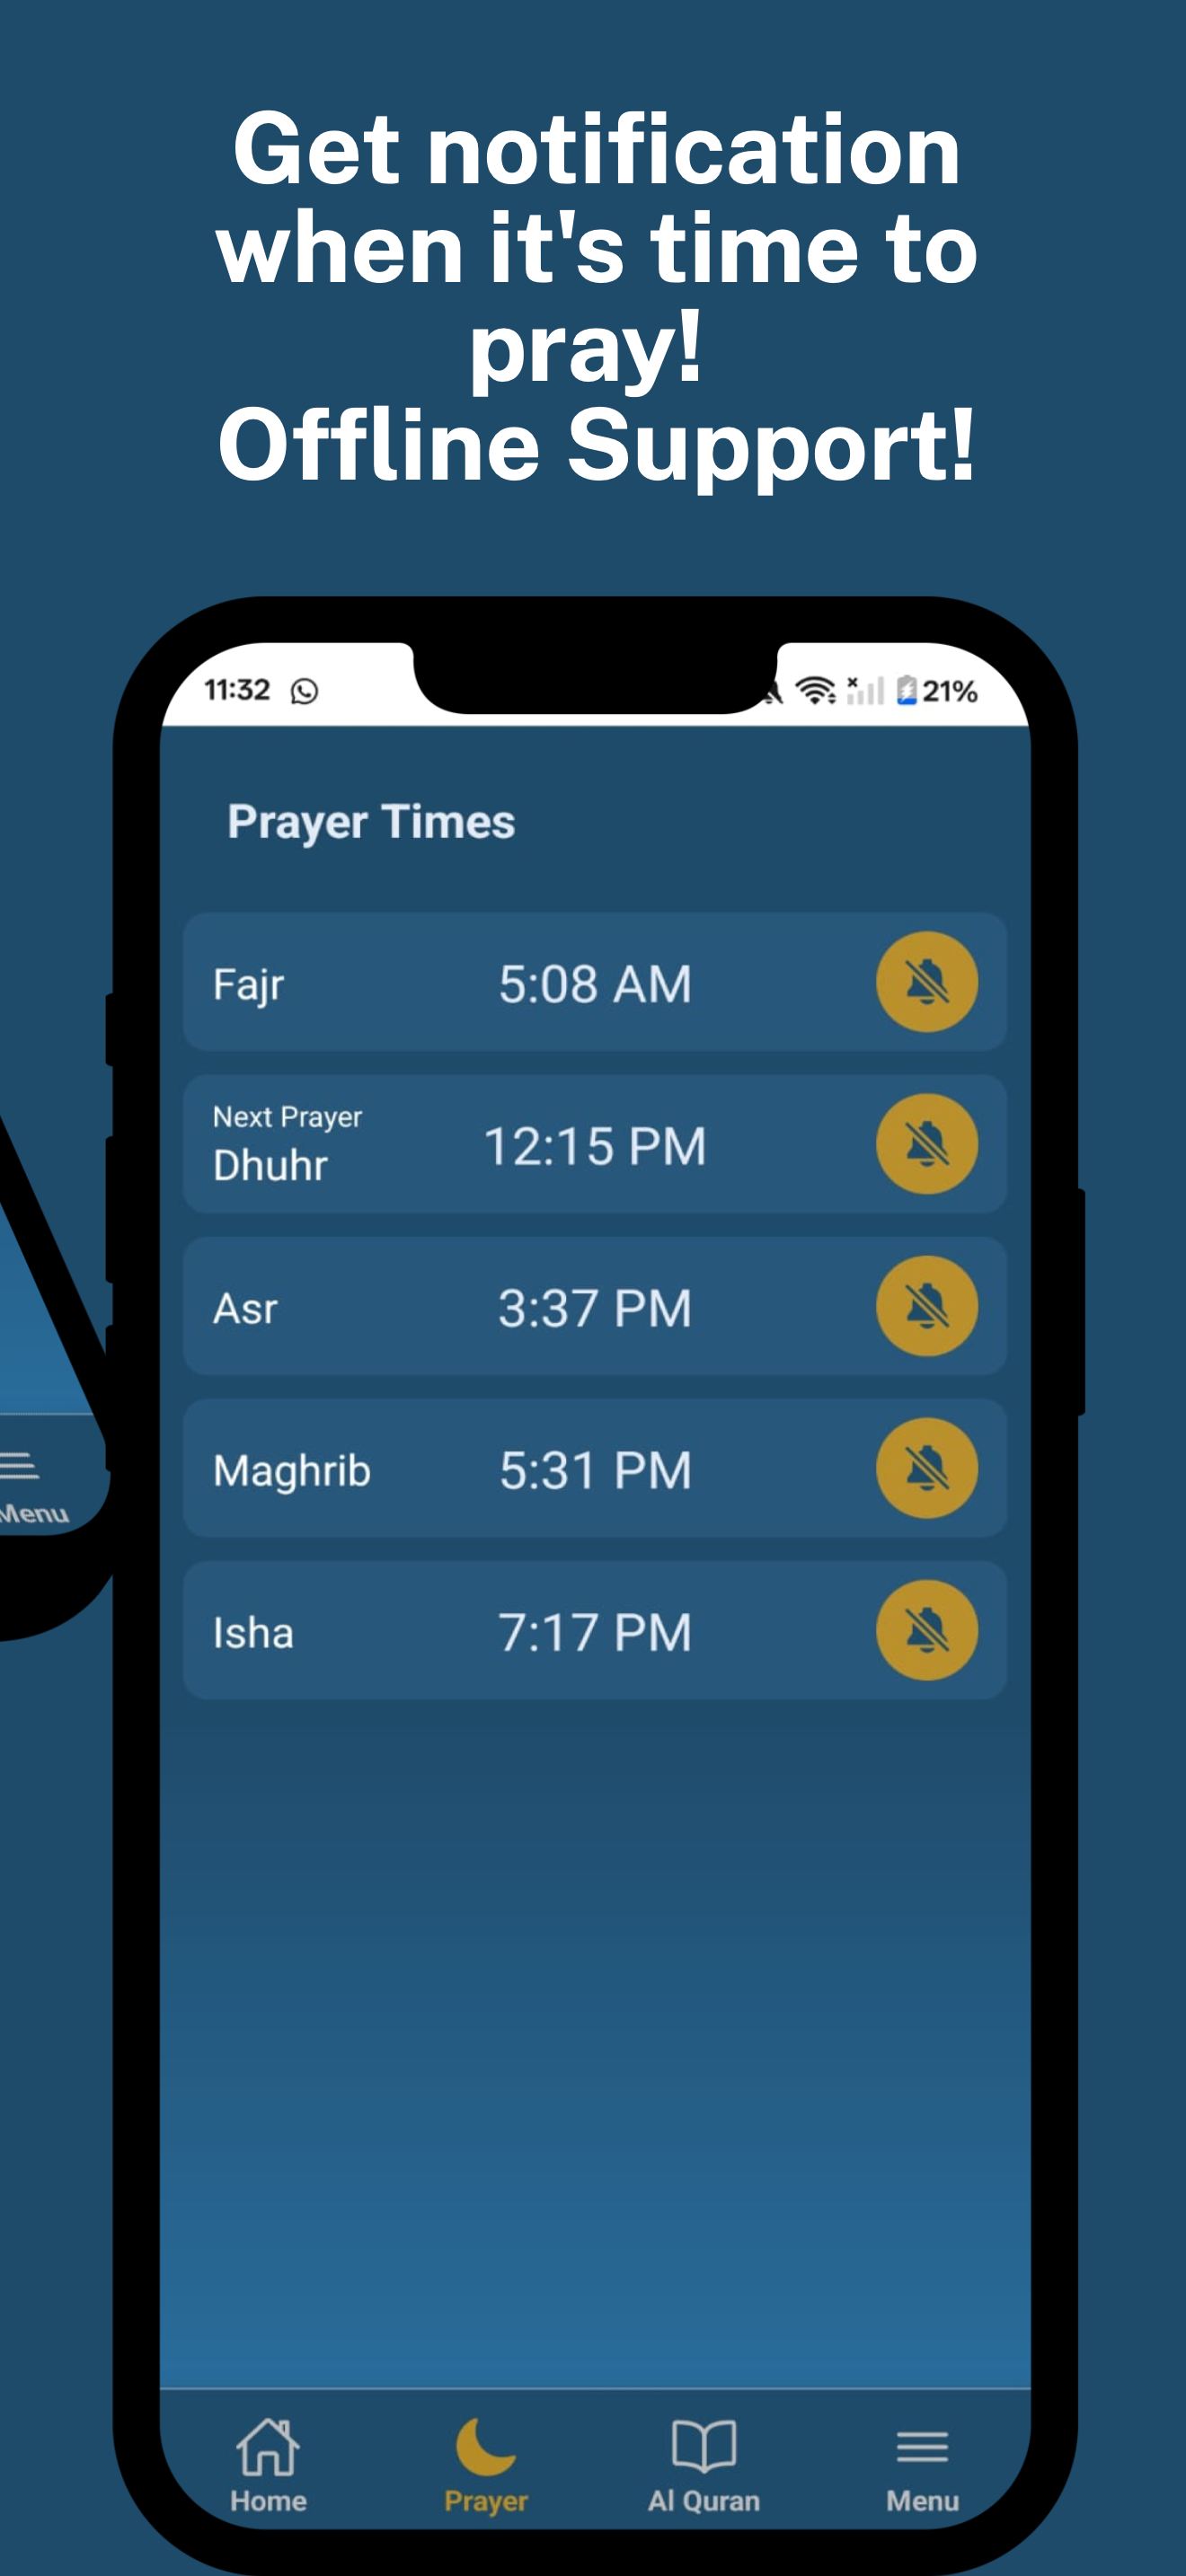 Get notification
when it's time to
pray!
Offline Support!
11:32
21%
Prayer Times
Fajr 5:08 AM
Next Prayer
Dhuhr 12:15 PM
Asr 3:37 PM
Maghrib 5:31 PM
Menu
Isha 7:17 PM
Home Prayer Al Quran Menu